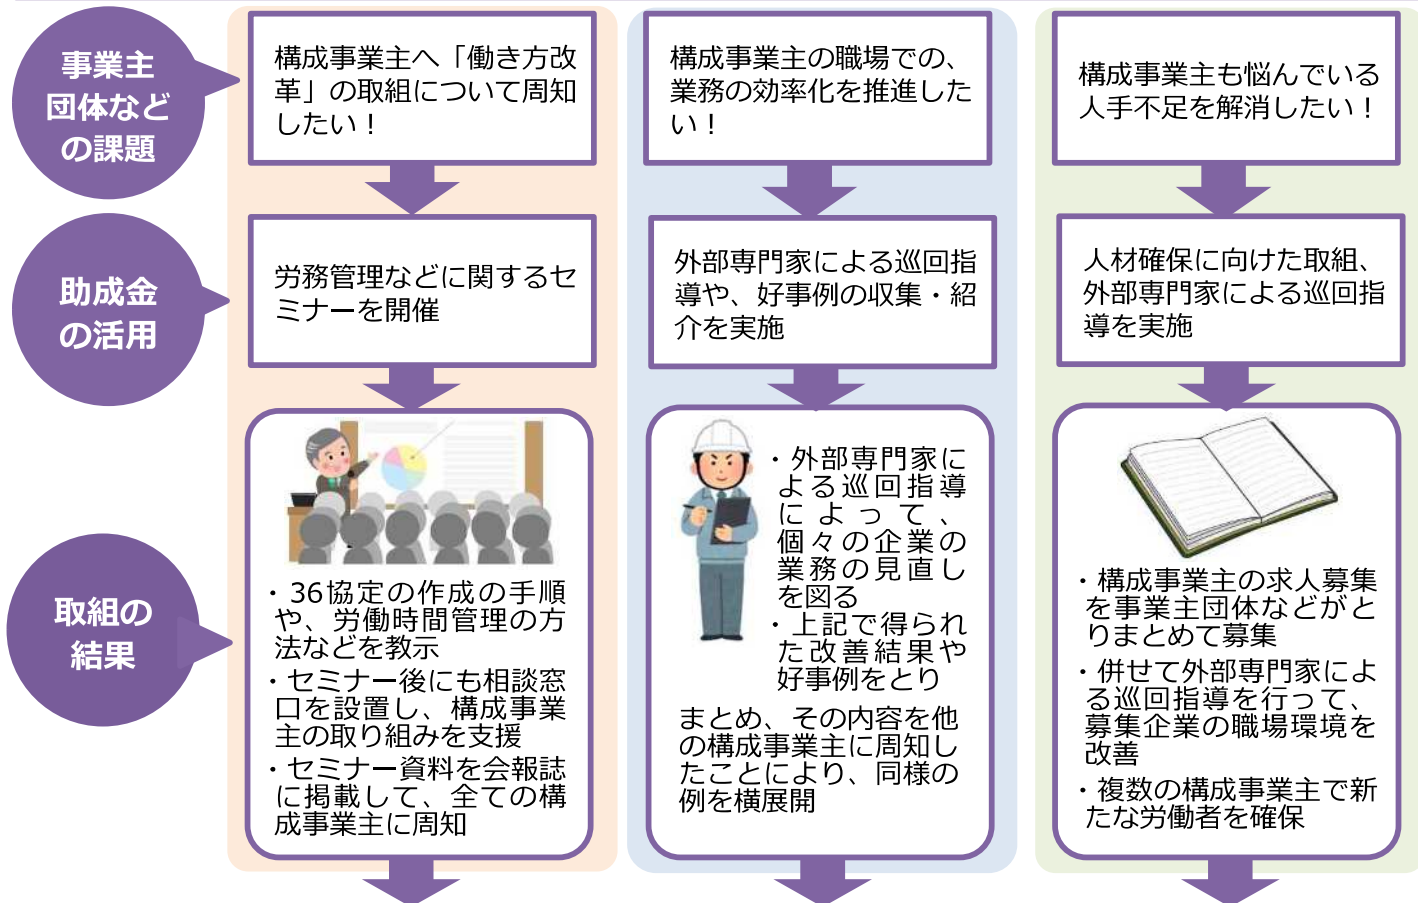 事業主
団体など
の課題
構成事業主へ「働き方改
革」の取組について周知
したい！
構成事業主の職場での、
業務の効率化を推進した
い！
構成事業主も悩んでいる
人手不足を解消したい！
助成金
の活用
労務管理などに関するセ
ミナーを開催
外部専門家による巡回指
導や、好事例の収集・紹
介を実施
人材確保に向けた取組、
外部専門家による巡回指
導を実施
取組の
結果
・36協定の作成の手順
や、労働時間管理の方
法などを教示
・セミナー後にも相談窓
口を設置し、構成事業
主の取り組みを支援
・セミナー資料を会報誌
に掲載して、全ての構
成事業主に周知
・外部専門家に
よる巡回指導
によって、
個々の企業の
業務の見直し
を図る
・上記で得られ
た改善結果や
好事例をとり
まとめ、その内容を他
の構成事業主に周知し
たことにより、同様の
例を横展開
・構成事業主の求人募集
を事業主団体などがと
りまとめて募集
・併せて外部専門家によ
る巡回指導を行って、
募集企業の職場環境を
改善
・複数の構成事業主で新
たな労働者を確保